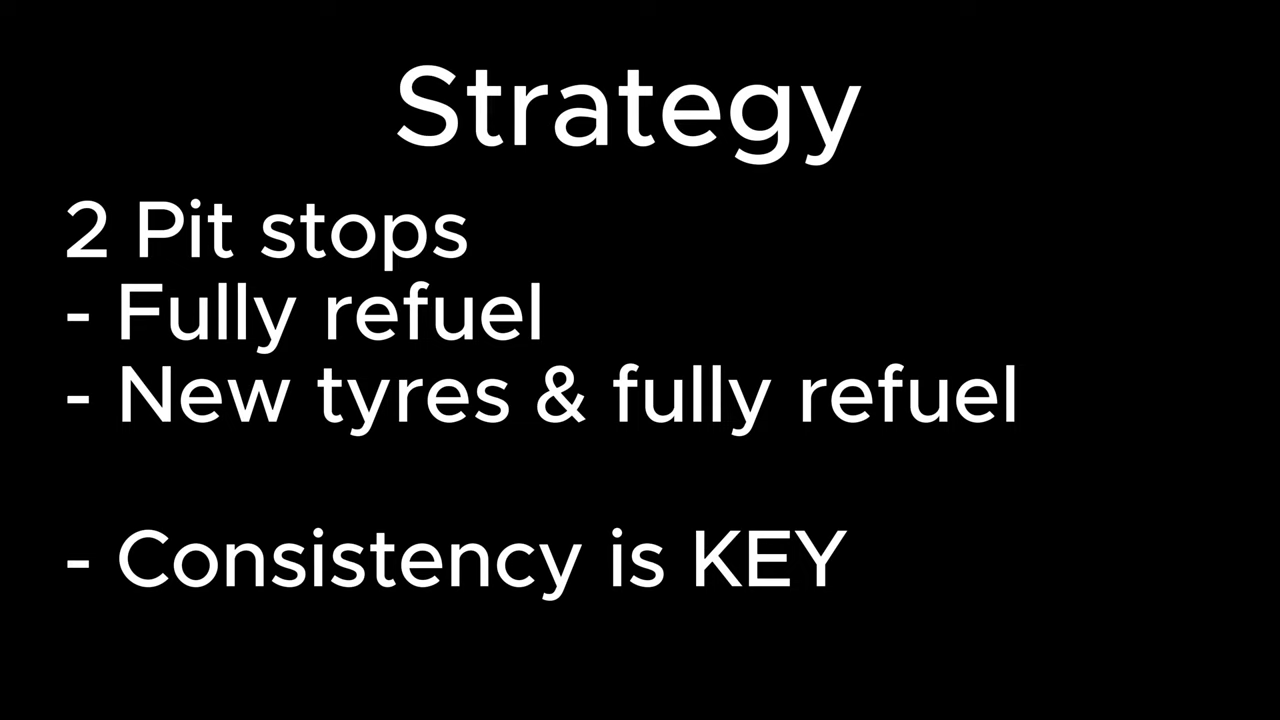 Strategy
2 Pit stops
- Fully refuel
- New tyres & fully refuel
- Consistency is KEY